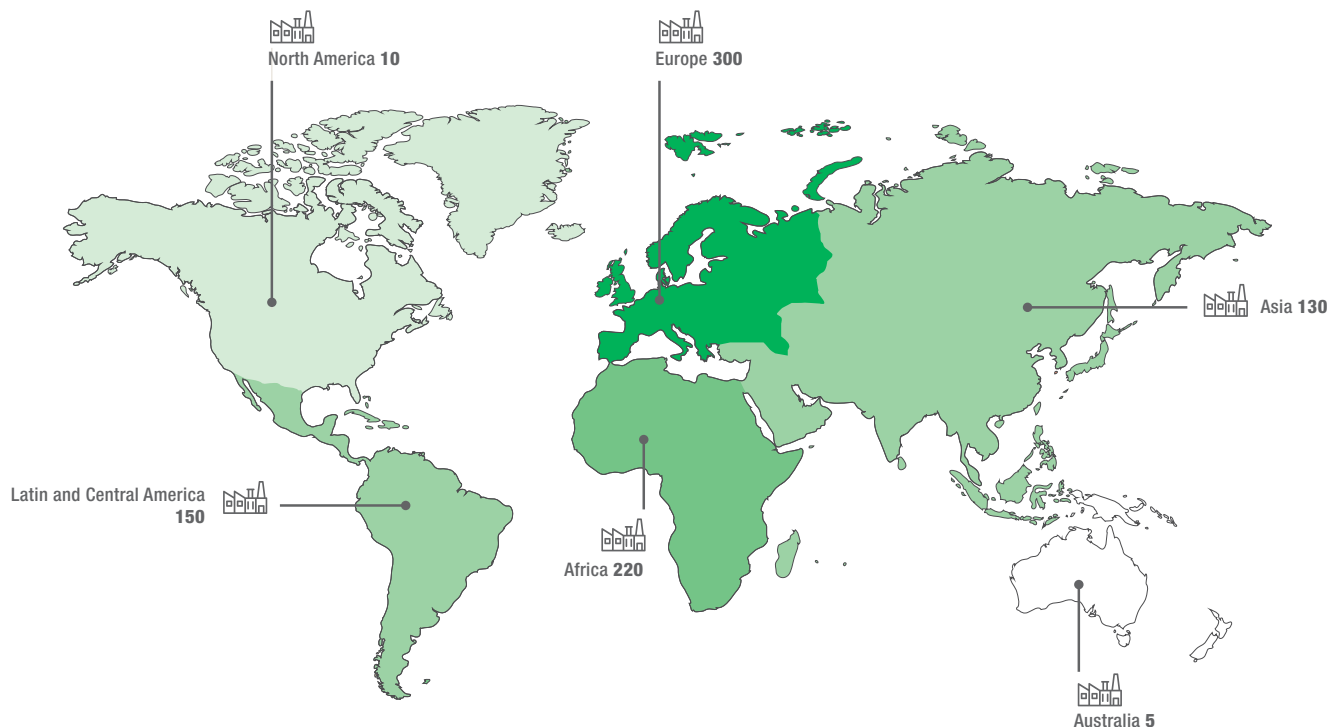 North America 10
Europe 300
Asia 130
Latin and Central America
150
Africa 220
Australia 5